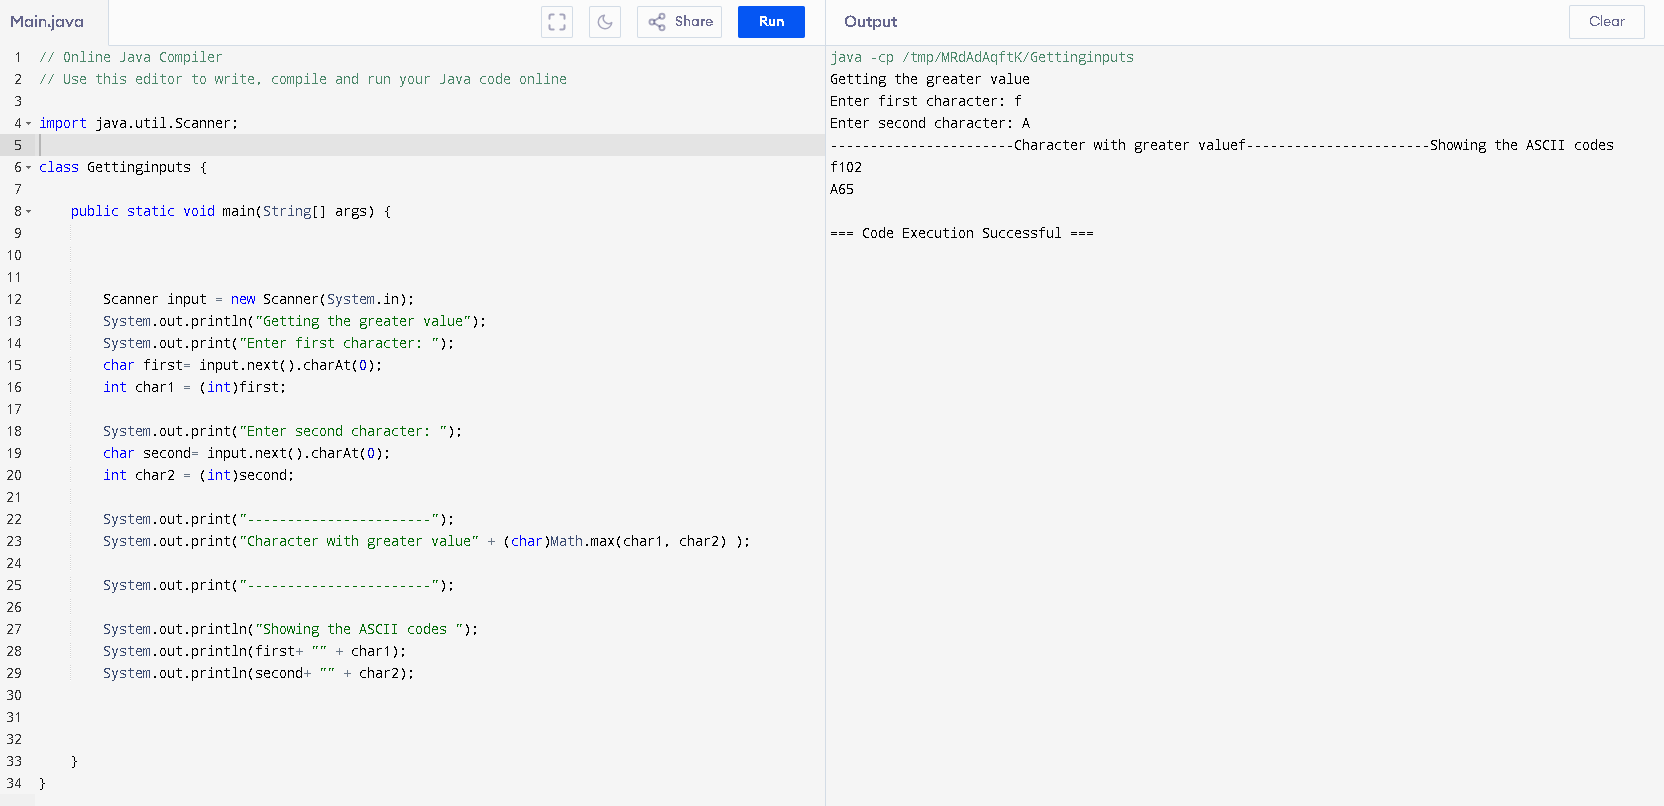 Main.java
Share
Run
Output
Clear
1 // Online Java Compiler
2 // Use this editor to write, compile and run your Java code online
3
4 import java.util.Scanner;
5
6 class Gettinginputs {
7
8 public static void main(String[] args) {
9
10
11
12 Scanner input = new Scanner(System.in);
13 System.out.println("Getting the greater value");
14 System.out.print("Enter first character: ");
15 char first= input.next().charAt(0);
16 int char1 = (int)first;
17
18 System.out.print("Enter second character: ");
19 char second= input.next().charAt(0);
20 int char2 = (int)second;
21
22 System.out.print("-----------------------");
23 System.out.print("Character with greater value" + (char)Math.max(char1, char2) );
24
25 System.out.print("-----------------------");
26
27 System.out.println("Showing the ASCII codes ");
28 System.out.println(first+ "" + char1);
29 System.out.println(second+ "" + char2);
30
31
32
33 }
34 }
java -cp /tmp/MRdAdAqftK/Gettinginputs
Getting the greater value
Enter first character: f
Enter second character: A
-----------------------Character with greater valuef-----------------------Showing the ASCII codes
f102
A65
=== Code Execution Successful ===